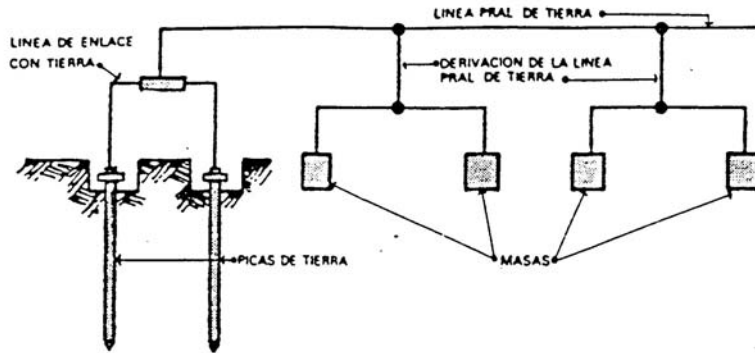 LINEA PRAL DE TIERRA
LINEA DE ENLACE
CON TIERRA
DERIVACION DE LA LINEA
PRAL DE TIERRA
PICAS DE TIERRA
MASAS